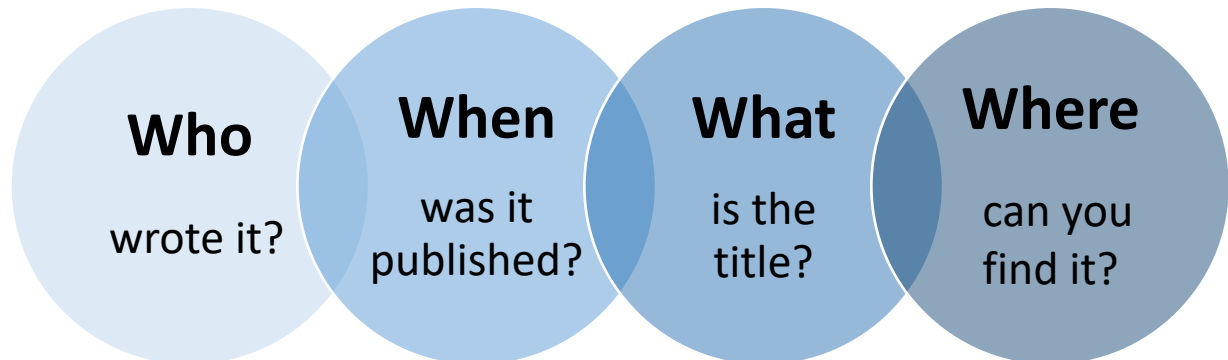 Who
wrote it?
When
was it
published?
What
is the
title?
Where
can you
find it?